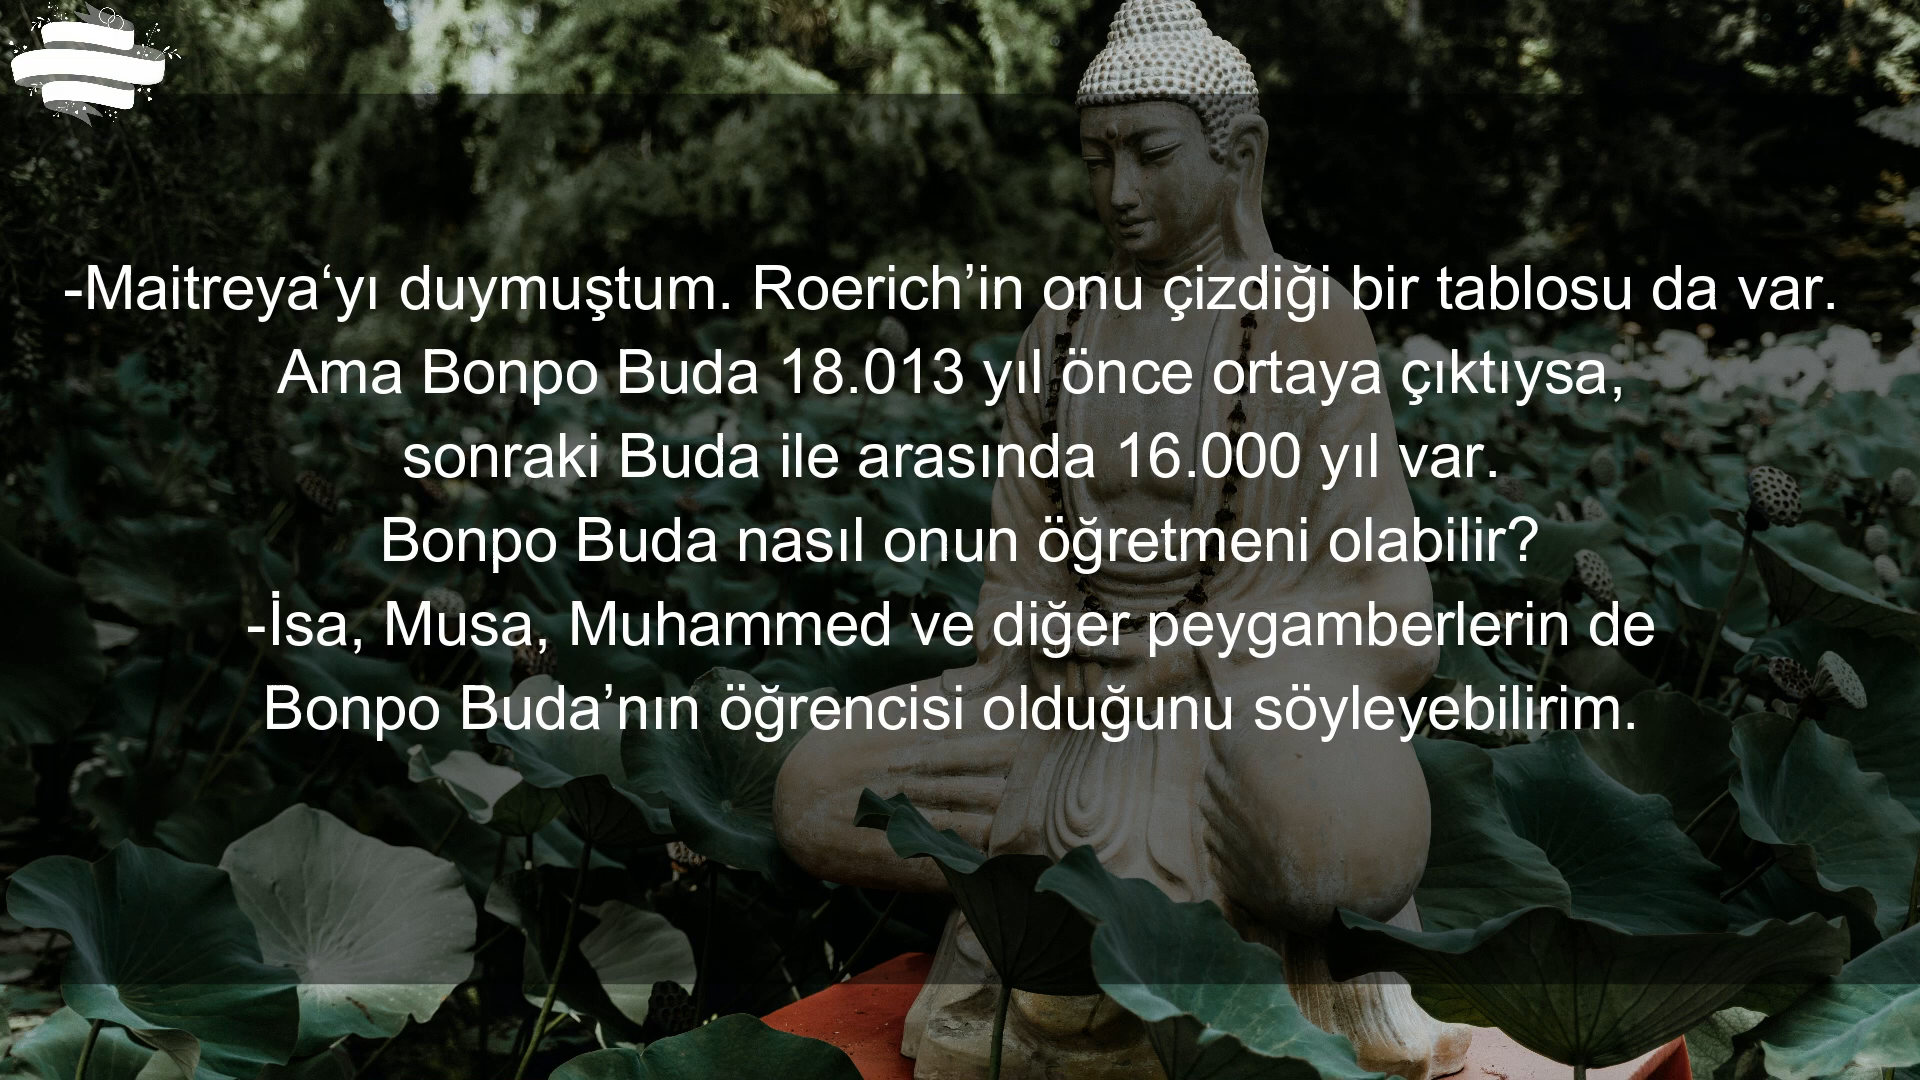 -Maitreya‘yı duymuştum. Roerich’in onu çizdiği bir tablosu da var.
Ama Bonpo Buda 18.013 yıl önce ortaya çıktıysa,
sonraki Buda ile arasında 16.000 yıl var.
Bonpo Buda nasıl onun öğretmeni olabilir?
-İsa, Musa, Muhammed ve diğer peygamberlerin de
Bonpo Buda’nın öğrencisi olduğunu söyleyebilirim.